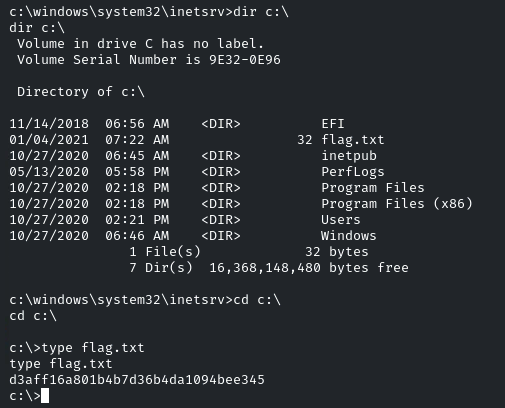 c:\windows\system32\inetsrv>dir c:\
dir c:\
 Volume in drive C has no label.
 Volume Serial Number is 9E32-0E96

 Directory of c:\

11/14/2018  06:56 AM    <DIR>          EFI
01/04/2021  07:22 AM                32 flag.txt
10/27/2020  06:45 AM    <DIR>          inetpub
05/13/2020  05:58 PM    <DIR>          PerfLogs
10/27/2020  02:18 PM    <DIR>          Program Files
10/27/2020  02:18 PM    <DIR>          Program Files (x86)
10/27/2020  02:21 PM    <DIR>          Users
10/27/2020  06:46 AM    <DIR>          Windows
               1 File(s)             32 bytes
               7 Dir(s)  16,368,148,480 bytes free

c:\windows\system32\inetsrv>cd c:\
cd c:\

c:\>type flag.txt
type flag.txt
d3aff16a801b4b7d36b4da1094bee345
c:\>